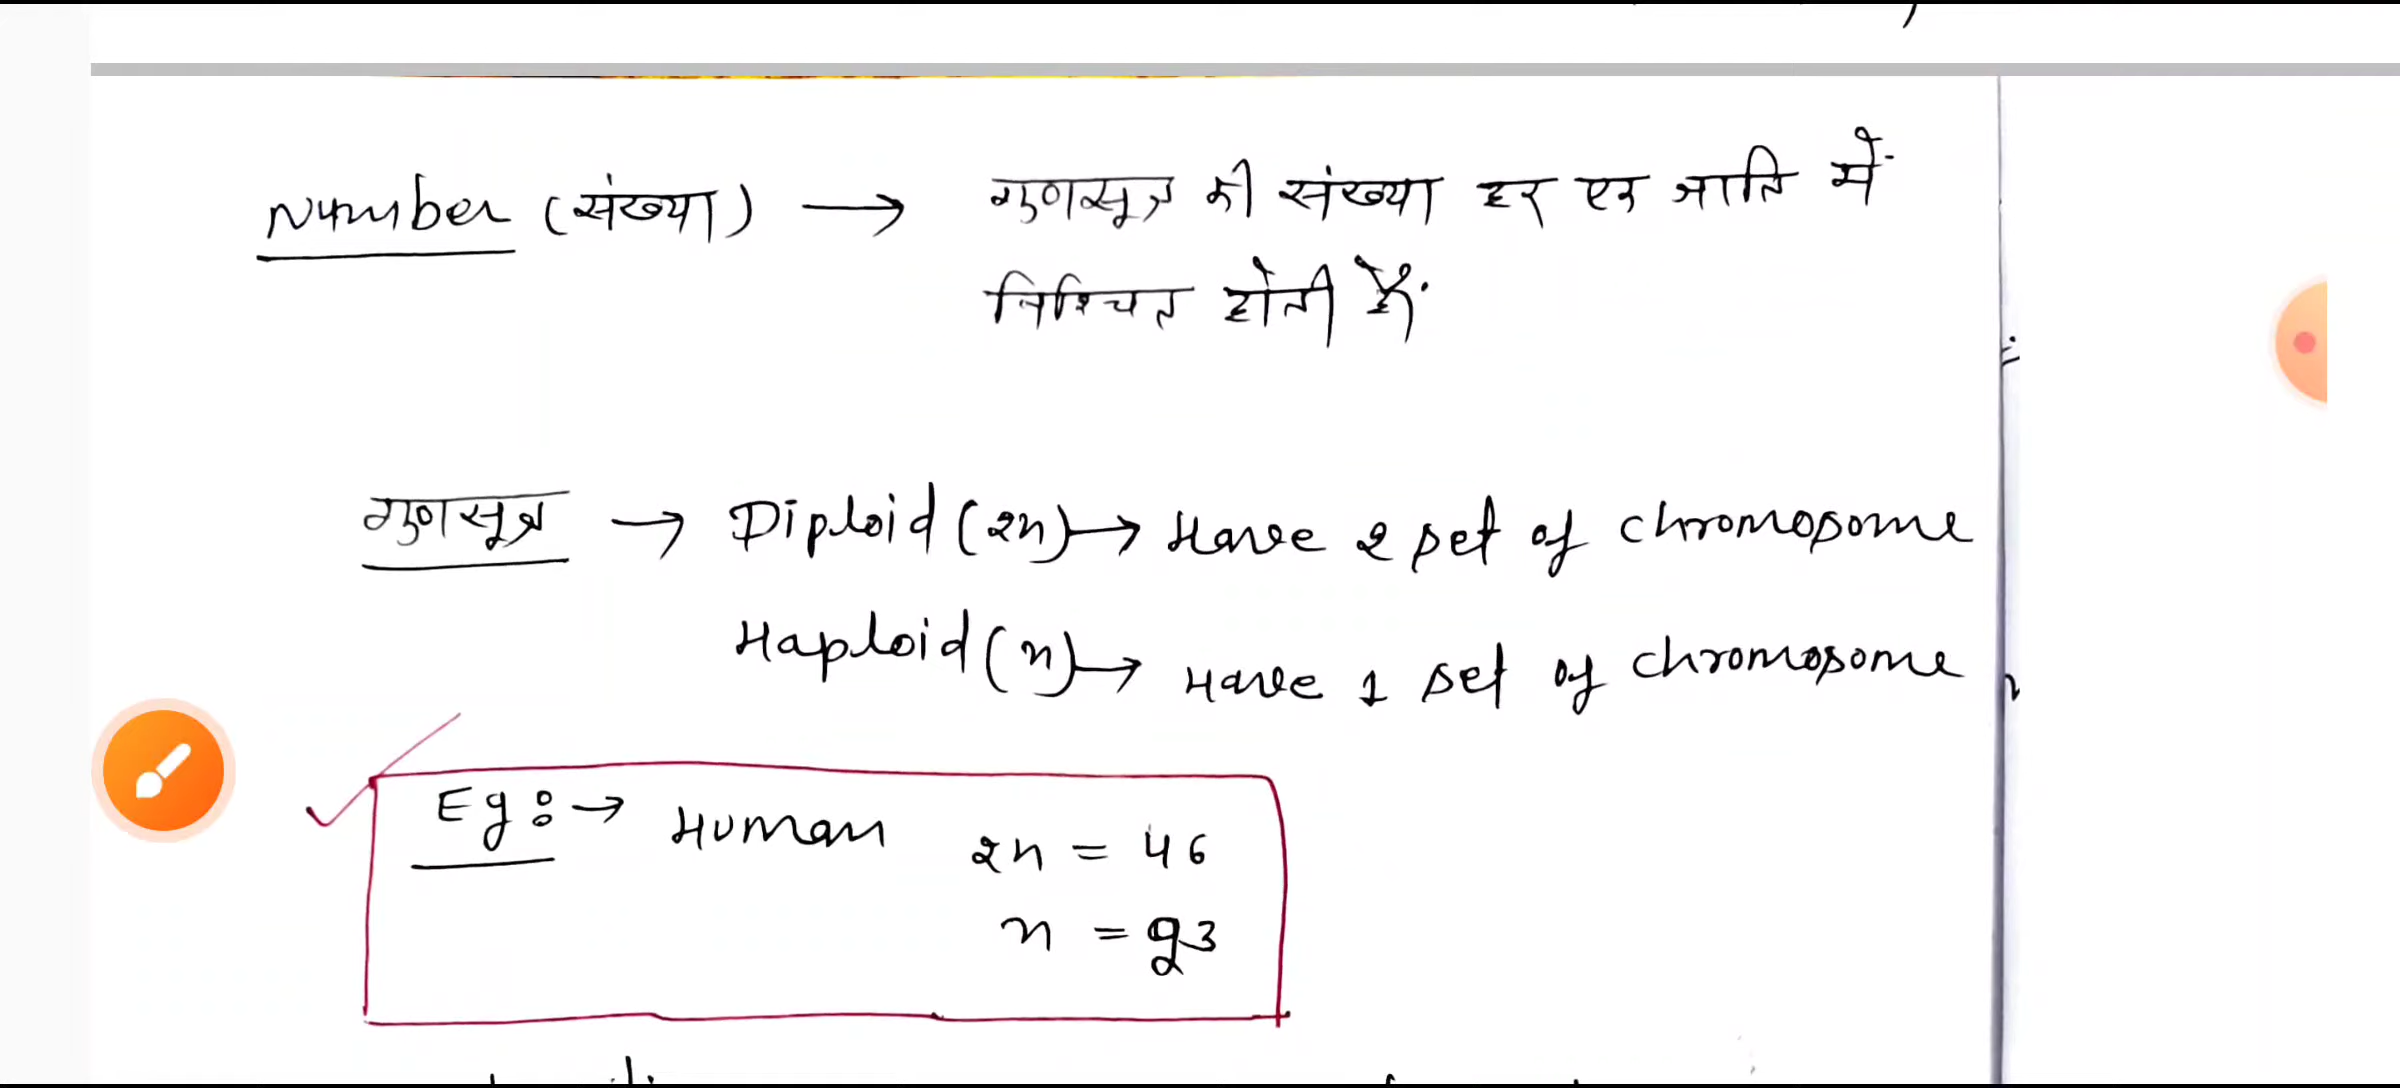 Number (संख्या) → गुणसूत्र की संख्या हर एक जाति में
निश्चित होती हैं.
गुणसूत्र → Diploid (2n) → Have 2 set of chromosome
Haploid (n) → Have 1 set of chromosome
Eg: → Human 2n = 46
n = 23